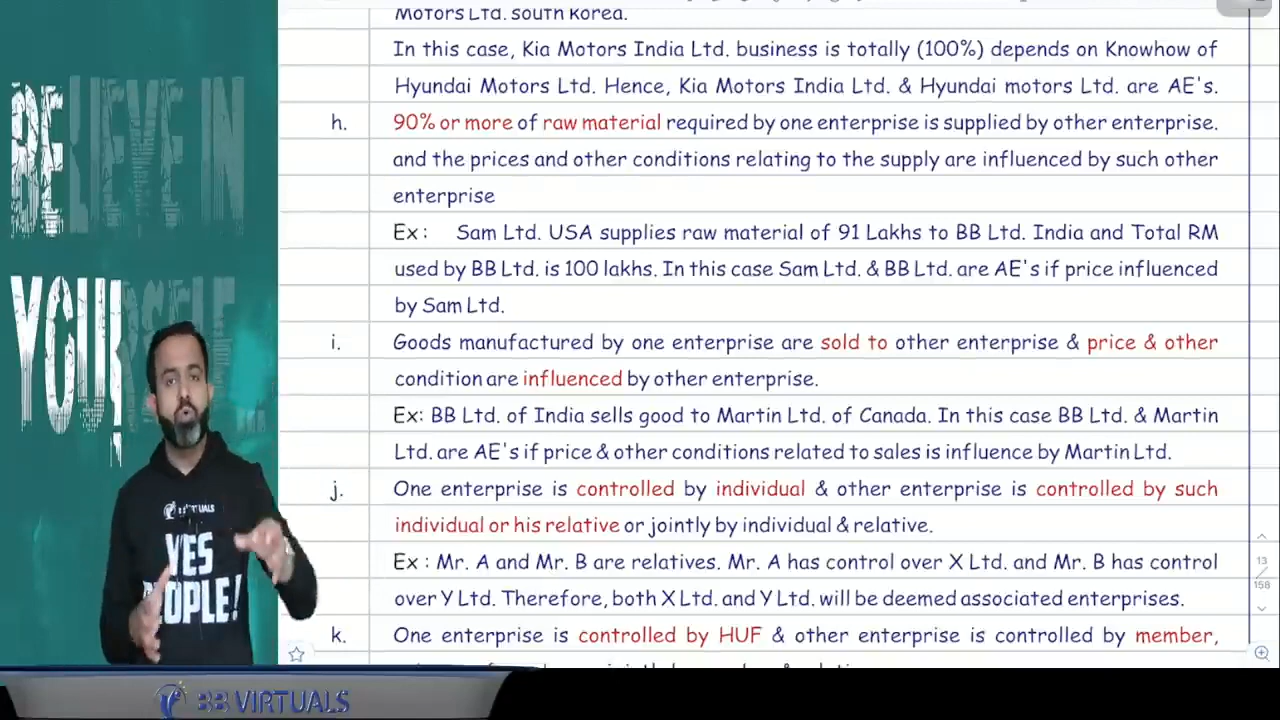 Motors Ltd. south Korea.
In this case, Kia Motors India Ltd. business is totally (100%) depends on Knowhow of
Hyundai Motors Ltd. Hence, Kia Motors India Ltd. & Hyundai motors Ltd. are AE's.
h. 90% or more of raw material required by one enterprise is supplied by other enterprise.
and the prices and other conditions relating to the supply are influenced by such other
enterprise
Ex : Sam Ltd. USA supplies raw material of 91 Lakhs to BB Ltd. India and Total RM
used by BB Ltd. is 100 lakhs. In this case Sam Ltd. & BB Ltd. are AE's if price influenced
by Sam Ltd.
i. Goods manufactured by one enterprise are sold to other enterprise & price & other
condition are influenced by other enterprise.
Ex: BB Ltd. of India sells good to Martin Ltd. of Canada. In this case BB Ltd. & Martin
Ltd. are AE's if price & other conditions related to sales is influence by Martin Ltd.
j. One enterprise is controlled by individual & other enterprise is controlled by such
individual or his relative or jointly by individual & relative.
Ex : Mr. A and Mr. B are relatives. Mr. A has control over X Ltd. and Mr. B has control
over Y Ltd. Therefore, both X Ltd. and Y Ltd. will be deemed associated enterprises.
k. One enterprise is controlled by HUF & other enterprise is controlled by member,
13
158
BELIEVE IN
YOURSELF
BB VIRTUALS
YES
PEOPLE!
BB VIRTUALS